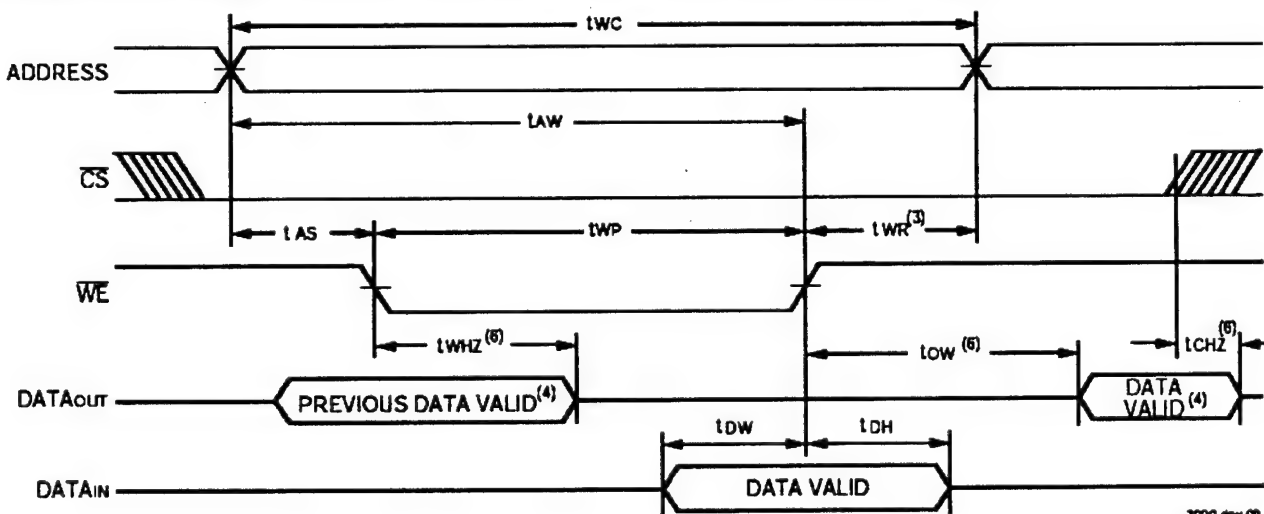 tWC
ADDRESS
tAW
CS
tAS tWP tWR(3)
WE
tWHZ(6) tOW(6) tCHZ(6)
DATAOUT PREVIOUS DATA VALID(4) DATA VALID(4)
tDW tDH
DATAIN DATA VALID